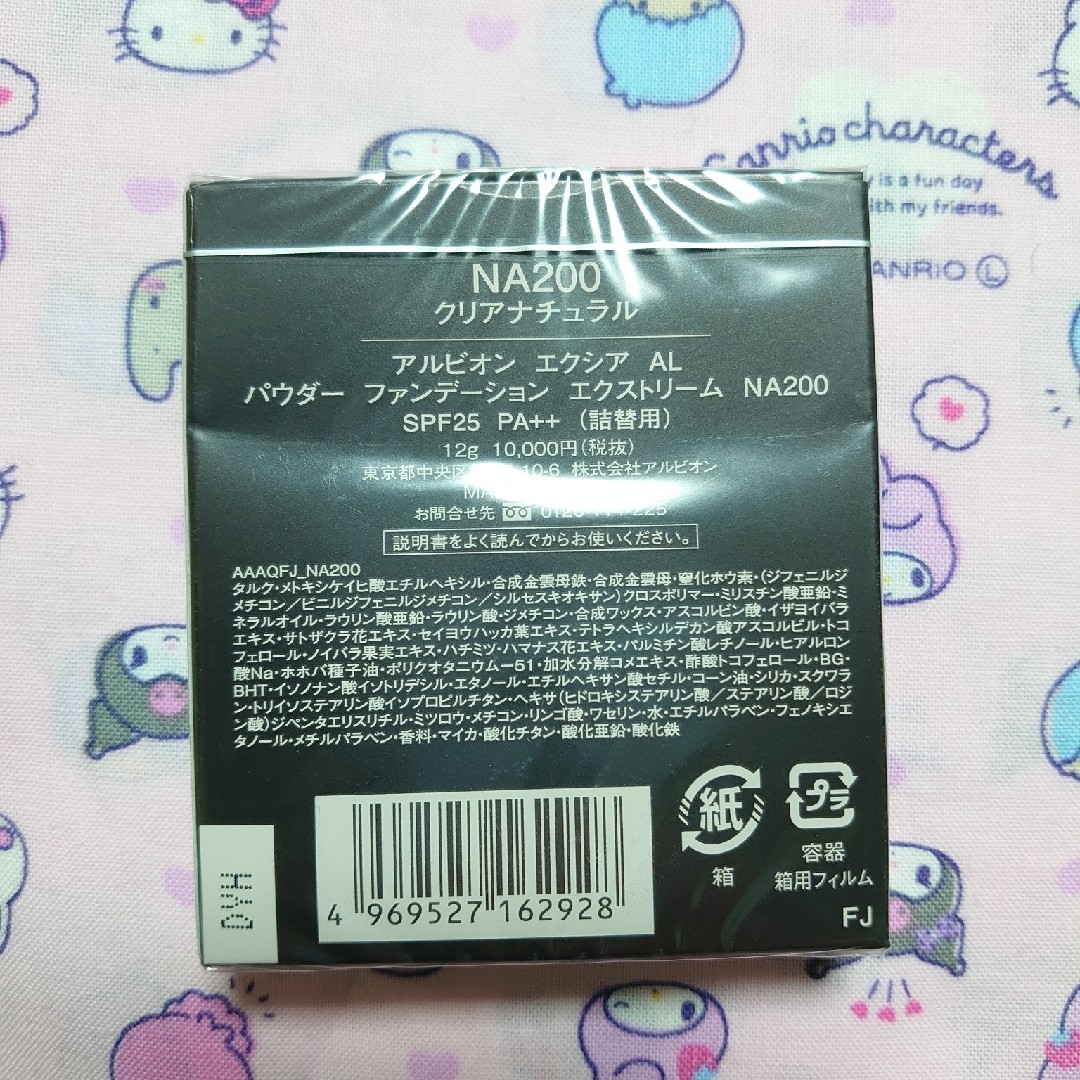 Sanrio characters
is a fun day
with my friends.
SANRIO Ⓛ
NA200
クリアナチュラル
アルビオン エクシア AL
パウダー ファンデーション エクストリーム NA200
SPF25 PA++ (詰替用)
12g 10,000円(税抜)
東京都中央区 10-6 株式会社アルビオン
お問合せ先
説明書をよく読んでからお使いください。
AAAQFJ_NA200
タルク・メトキシケイヒ酸エチルヘキシル・合成金雲母鉄・合成金雲母・窒化ホウ素・(ジフェニルジ
メチコン/ビニルジフェニルジメチコン/シルセスキオキサン)クロスポリマー・ミリスチン酸亜鉛・ミ
ネラルオイル・ラウリン酸亜鉛・ラウリン酸・ジメチコン・合成ワックス・アスコルビン酸・イザヨイバラ
エキス・サトザクラ花エキス・セイヨウハッカ葉エキス・テトラヘキシルデカン酸アスコルビル・トコ
フェロール・ノイバラ果実エキス・ハチミツ・ハマナス花エキス・パルミチン酸レチノール・ヒアルロン
酸Na・ホホバ種子油・ポリクオタニウム-61・加水分解コメエキス・酢酸トコフェロール・BG・
BHT・イソノナン酸イソトリデシル・エタノール・エチルヘキサン酸セチル・コーン油・シリカ・スクワラ
ン・トリイソステアリン酸イソプロピルチタン・ヘキサ(ヒドロキシステアリン酸/ステアリン酸/ロジ
ン酸)ジペンタエリスリチル・ミツロウ・メチコン・リンゴ酸・ワセリン・水・エチルパラベン・フェノキシエ
タノール・メチルパラベン・香料・マイカ・酸化チタン・酸化亜鉛・酸化鉄
紙
プラ
箱
容器
箱用フィルム
4 969527 162928
FJ